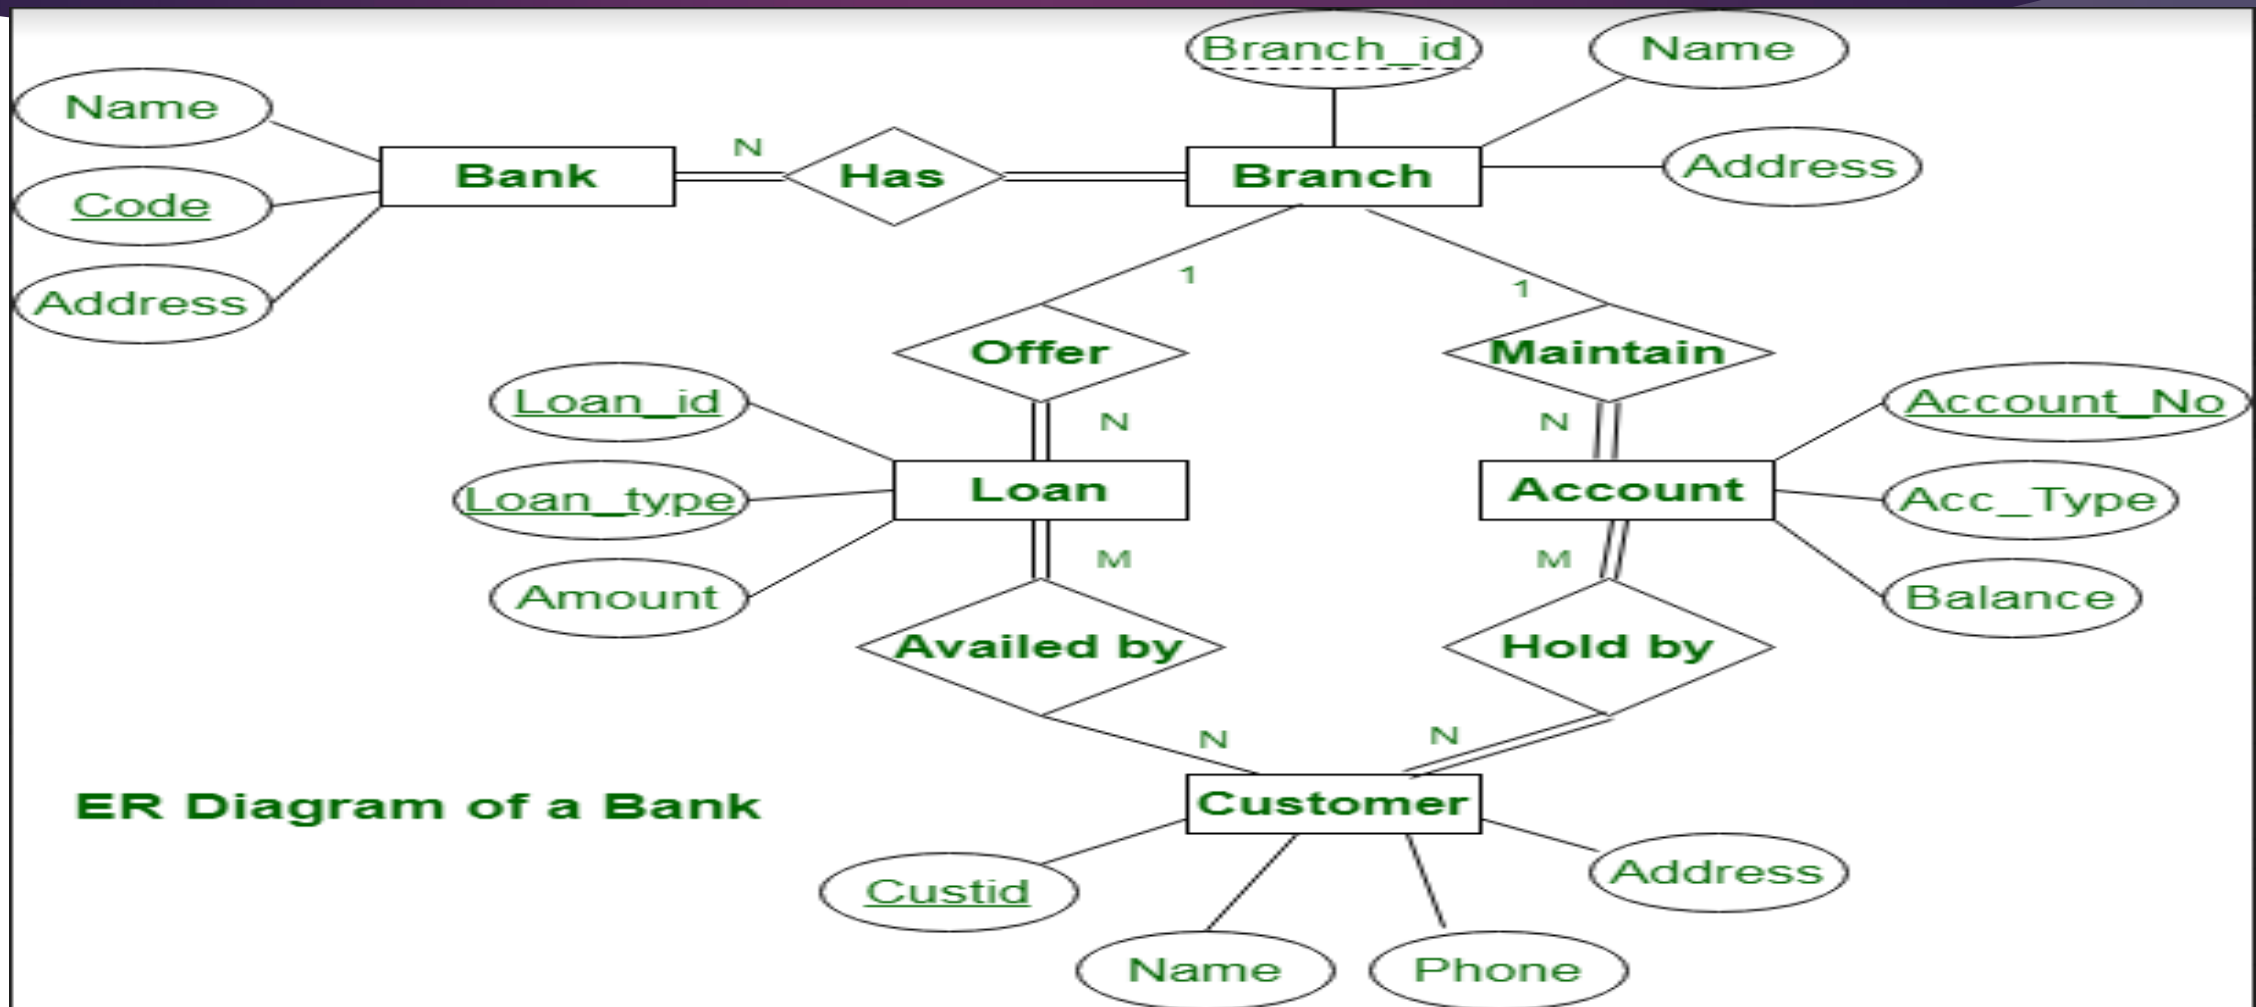 Branch_id
Name
Name
Bank
N
Has
Branch
Address
Code
Address
1
1
Offer
Maintain
Loan_id
N
N
Account_No
Loan_type
Loan
Account
Acc_Type
Amount
M
M
Balance
Availed by
Hold by
N
N
ER Diagram of a Bank
Customer
Custid
Address
Name
Phone